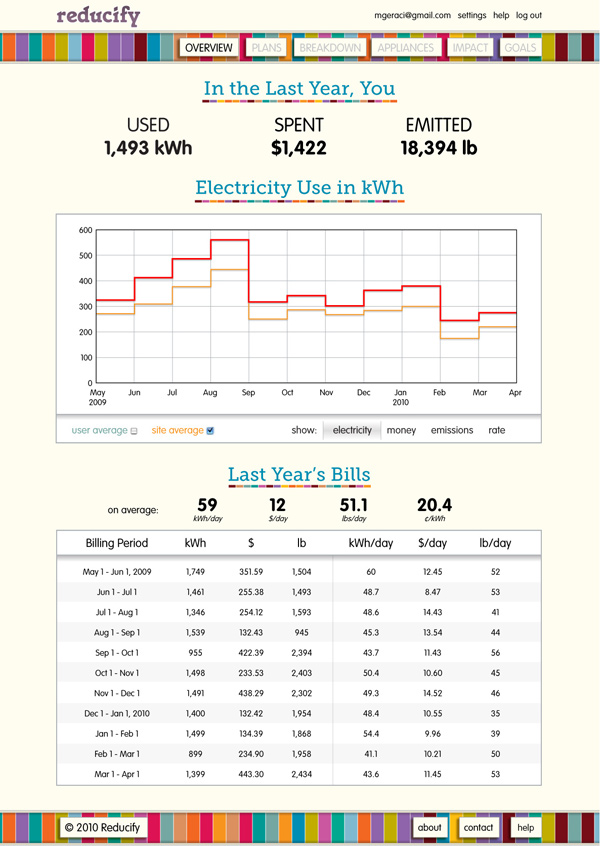 reducify
mgeraci@gmail.com settings help log out
OVERVIEW PLANS BREAKDOWN APPLIANCES IMPACT GOALS
In the Last Year, You
USED SPENT EMITTED
1,493 kWh $1,422 18,394 lb
Electricity Use in kWh
600
500
400
300
200
100
0
May Jun Jul Aug Sep Oct Nov Dec Jan Feb Mar Apr
2009 2010
user average site average show: electricity money emissions rate
Last Year's Bills
on average: 59 12 51.1 20.4
kWh/day $/day lbs/day ¢/kWh
Billing Period kWh $ lb kWh/day $/day lb/day
May 1 - Jun 1, 2009 1,749 351.59 1,504 60 12.45 52
Jun 1 - Jul 1 1,461 255.38 1,493 48.7 8.47 53
Jul 1 - Aug 1 1,346 254.12 1,593 48.6 14.43 41
Aug 1 - Sep 1 1,539 132.43 945 45.3 13.54 44
Sep 1 - Oct 1 955 422.39 2,394 43.7 11.43 56
Oct 1 - Nov 1 1,498 233.53 2,403 50.4 10.60 45
Nov 1 - Dec 1 1,491 438.29 2,302 49.3 14.52 46
Dec 1 - Jan 1, 2010 1,400 132.42 1,954 48.4 10.55 35
Jan 1 - Feb 1 1,499 134.39 1,868 54.4 9.96 39
Feb 1 - Mar 1 899 234.90 1,958 41.1 10.21 50
Mar 1 - Apr 1 1,399 443.30 2,434 43.6 11.45 53
© 2010 Reducify about contact help